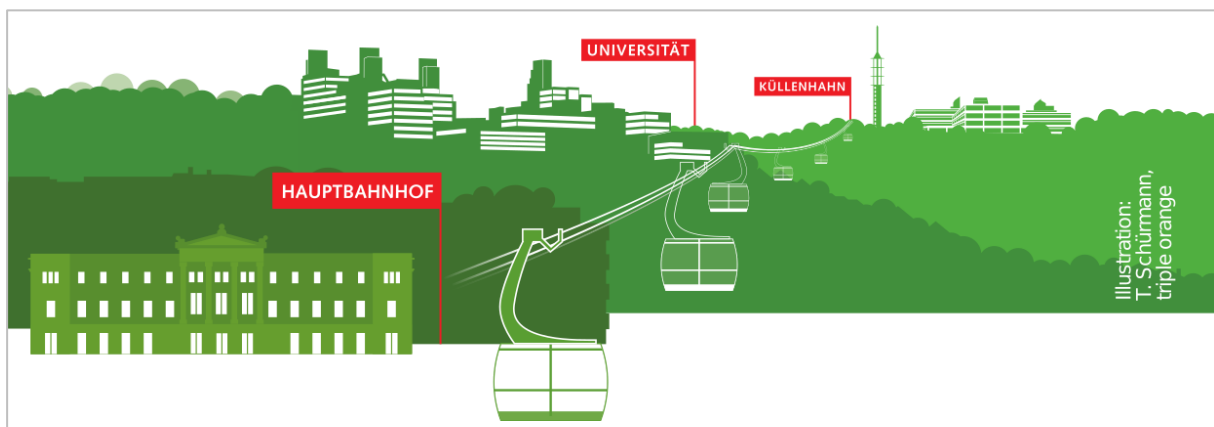 UNIVERSITÄT
KÜLLENHAHN
HAUPTBAHNHOF
Illustration:
T. Schürmann,
triple orange